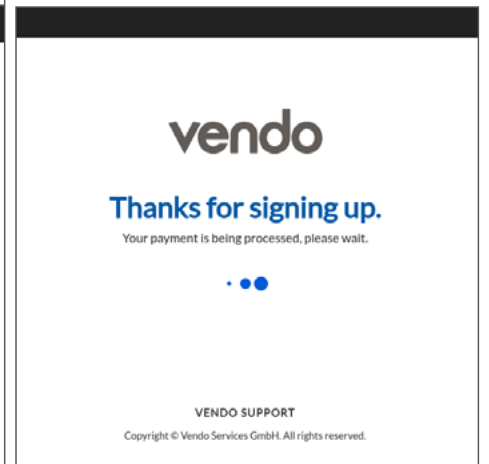 vendo
Thanks for signing up.
Your payment is being processed, please wait.
VENDO SUPPORT
Copyright © Vendo Services GmbH. All rights reserved.